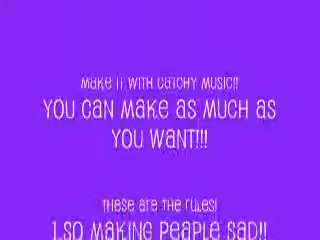 Make it with catchy music!!
You can make as much as
you want!!!
These are the rules!
1.So making peaple sad!!